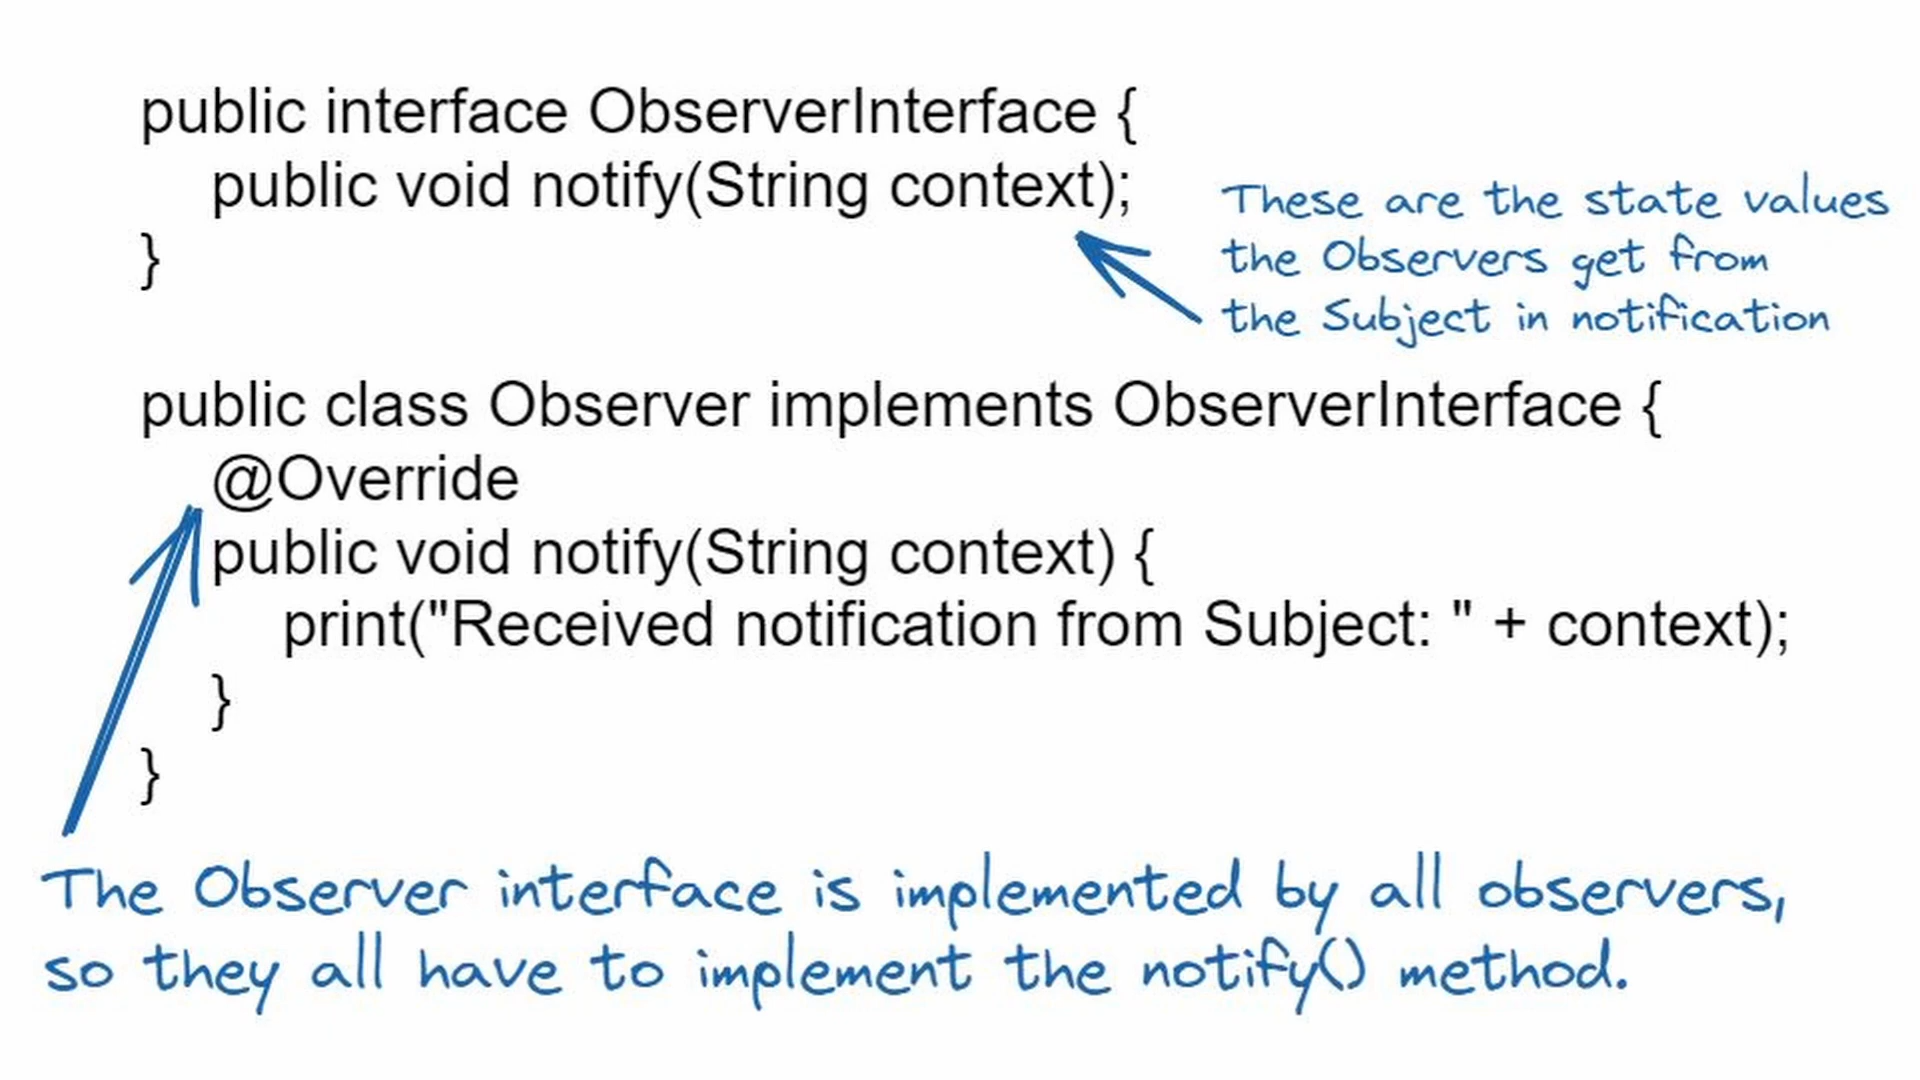 public interface ObserverInterface {
public void notify(String context);
}
These are the state values
the Observers get from
the Subject in notification
public class Observer implements ObserverInterface {
@Override
public void notify(String context) {
print("Received notification from Subject: " + context);
}
}
The Observer interface is implemented by all observers,
so they all have to implement the notify() method.